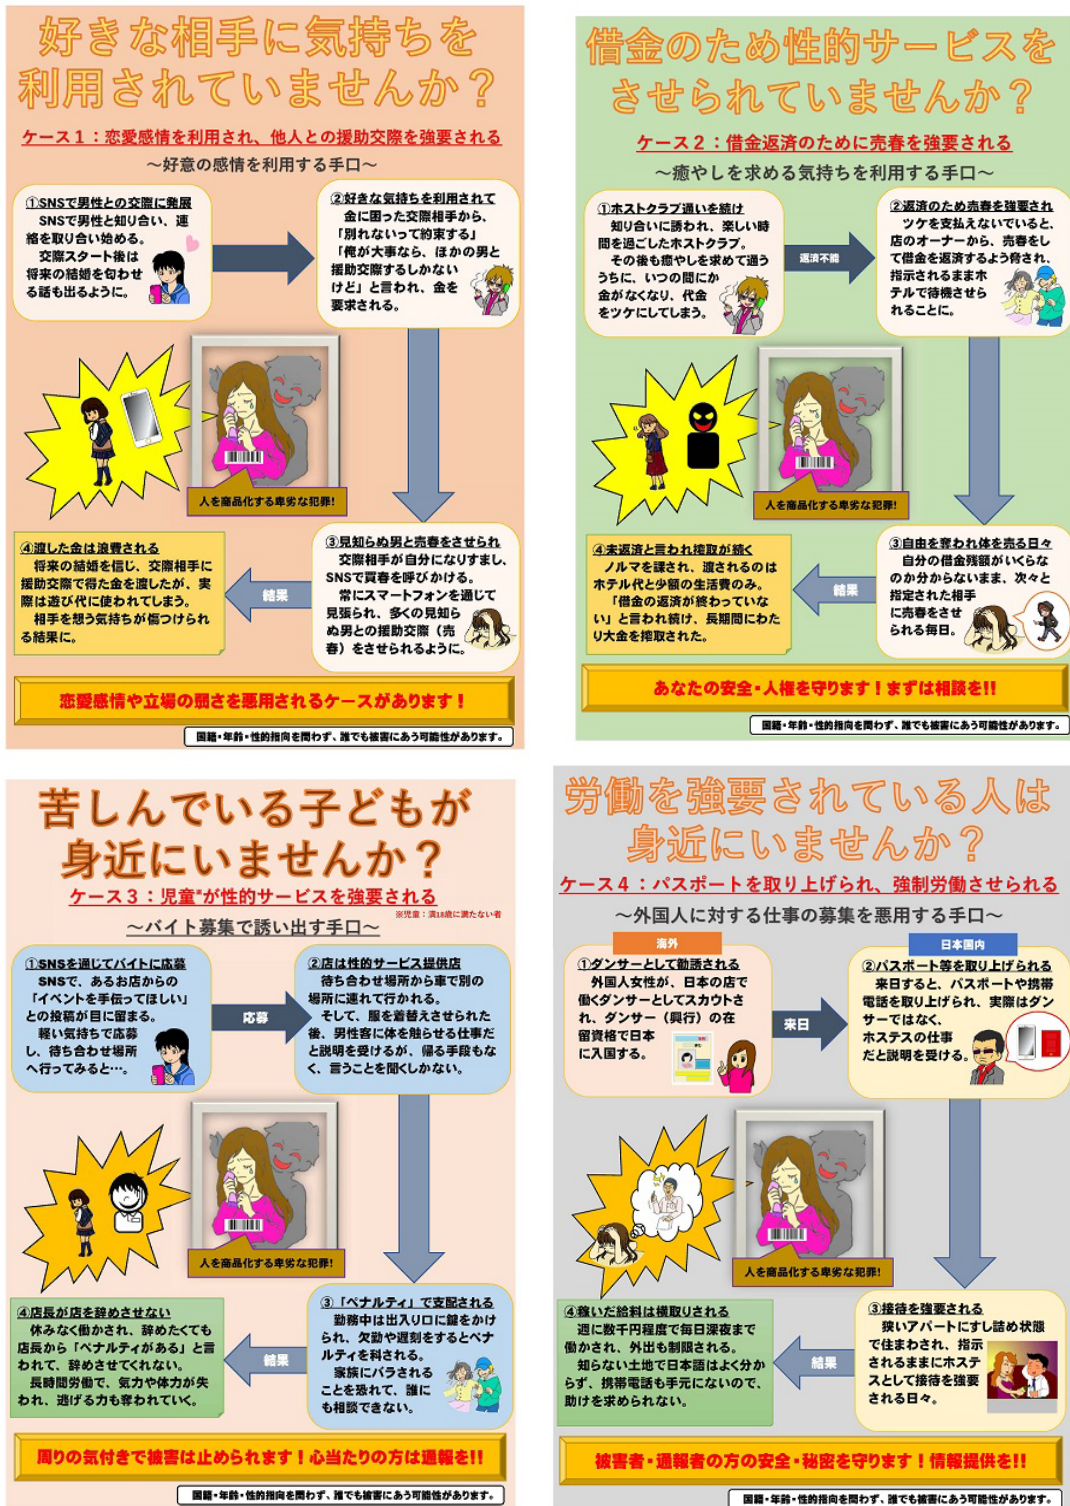 好きな相手に気持ちを
利用されていませんか？
ケース１：恋愛感情を利用され、他人との援助交際を強要される
～好意の感情を利用する手口～
①SNSで男性との交際に発展
SNSで男性と知り合い、連
絡を取り合い始める。
交際スタート後は
将来の結婚を匂わせ
る話も出るように。
②好きな気持ちを利用されて
金に困った交際相手から、
「別れないって約束する」
「俺が大事なら、ほかの男と
援助交際するしかない
けど」と言われ、金を
要求される。
人を商品化する卑劣な犯罪!
③見知らぬ男と売春をさせられ
交際相手が自分になりすまし、
SNSで買春を呼びかける。
常にスマートフォンを通じて
見張られ、多くの見知ら
ぬ男との援助交際（売
春）をさせられるように。
結果
④渡した金は浪費される
将来の結婚を信じ、交際相手に
援助交際で得た金を渡したが、実
際は遊び代に使われてしまう。
相手を想う気持ちが傷つけられ
る結果に。
恋愛感情や立場の弱さを悪用されるケースがあります！
国籍・年齢・性的指向を問わず、誰でも被害にあう可能性があります。
借金のため性的サービスを
させられていませんか？
ケース２：借金返済のために売春を強要される
～癒やしを求める気持ちを利用する手口～
①ホストクラブ通いを続け
知り合いに誘われ、楽しい時
間を過ごしたホストクラブ。
その後も癒やしを求めて通う
うちに、いつの間にか
金がなくなり、代金
をツケにしてしまう。
返済不能
②返済のため売春を強要され
ツケを支払えないでいると、
店のオーナーから、売春をし
て借金を返済するよう脅され、
指示されるままホ
テルで待機させら
れることに。
人を商品化する卑劣な犯罪!
③自由を奪われ体を売る日々
自分の借金残額がいくらな
のか分からないまま、次々と
指定された相手
に売春をさせ
られる毎日。
結果
④未返済と言われ搾取が続く
ノルマを課され、渡されるのは
ホテル代と少額の生活費のみ。
「借金の返済が終わっていな
い」と言われ続け、長期間にわた
り大金を搾取された。
あなたの安全・人権を守ります！まずは相談を!!
国籍・年齢・性的指向を問わず、誰でも被害にあう可能性があります。
苦しんでいる子どもが
身近にいませんか？
ケース３：児童※が性的サービスを強要される
※児童：満18歳に満たない者
～バイト募集で誘い出す手口～
①SNSを通じてバイトに応募
SNSで、あるお店からの
「イベントを手伝ってほしい」
との投稿が目に留まる。
軽い気持ちで応募
し、待ち合わせ場所
へ行ってみると…。
応募
②店は性的サービス提供店
待ち合わせ場所から車で別の
場所に連れて行かれる。
そして、服を着替えさせられた
後、男性客に体を触らせる仕事だ
と説明を受けるが、帰る手段もな
く、言うことを聞くしかない。
人を商品化する卑劣な犯罪!
③「ペナルティ」で支配される
勤務中は出入り口に鍵をかけ
られ、欠勤や遅刻をするとペナ
ルティを科される。
家族にバラされる
ことを恐れて、誰に
も相談できない。
結果
④店長が店を辞めさせない
休みなく働かされ、辞めたくても
店長から「ペナルティがある」と言
われて、辞めさせてくれない。
長時間労働で、気力や体力が失
われ、逃げる力も奪われていく。
周りの気付きで被害は止められます！心当たりの方は通報を!!
国籍・年齢・性的指向を問わず、誰でも被害にあう可能性があります。
労働を強要されている人は
身近にいませんか？
ケース４：パスポートを取り上げられ、強制労働させられる
～外国人に対する仕事の募集を悪用する手口～
海外
①ダンサーとして勧誘される
外国人女性が、日本の店で
働くダンサーとしてスカウトさ
れ、ダンサー（興行）の在
留資格で日本
に入国する。
来日
日本国内
②パスポート等を取り上げられる
来日すると、パスポートや携帯
電話を取り上げられ、実際はダン
サーではなく、
ホステスの仕事
だと説明を受ける。
人を商品化する卑劣な犯罪!
③接待を強要される
狭いアパートにすし詰め状態
で住まわされ、指示
されるままにホステ
スとして接待を強要
される日々。
結果
④稼いだ給料は横取りされる
週に数千円程度で毎日深夜まで
働かされ、外出も制限される。
知らない土地で日本語はよく分か
らず、携帯電話も手元にないので、
助けを求められない。
被害者・通報者の方の安全・秘密を守ります！情報提供を!!
国籍・年齢・性的指向を問わず、誰でも被害にあう可能性があります。